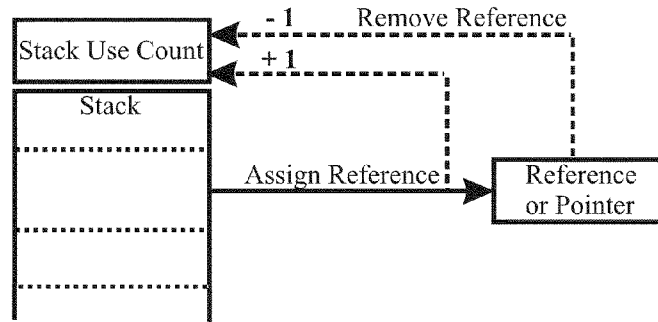 - 1 Remove Reference
Stack Use Count
+ 1
Stack
Assign Reference
Reference
or Pointer